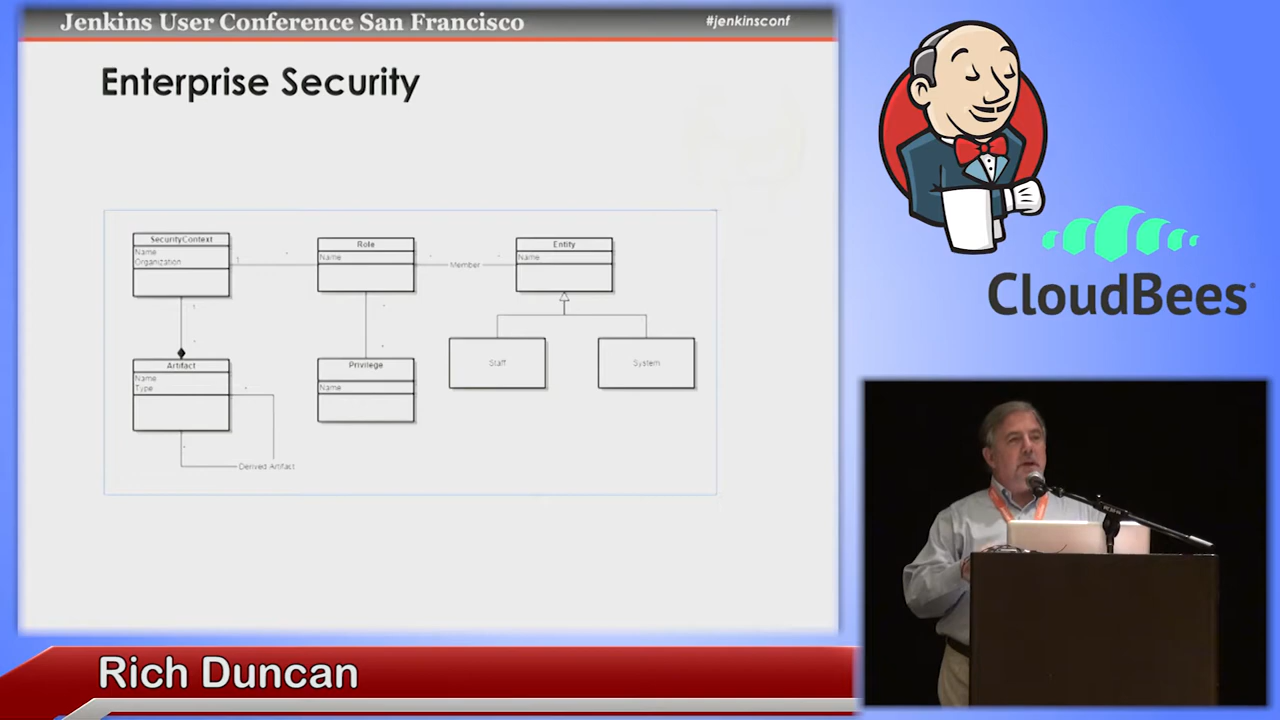 Jenkins User Conference San Francisco
#jenkinsconf
Enterprise Security
SecurityContext
Name
Organization
Role
Name
Entity
Name
Member
Artifact
Name
Type
Privilege
Name
Staff
System
Derived Artifact
CloudBees
Rich Duncan